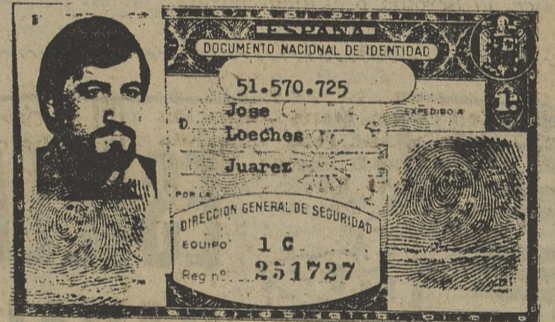 ESPAÑA
DOCUMENTO NACIONAL DE IDENTIDAD
51.570.725
D. Jose
Loeches
Juarez
EXPEDIDO A
1ª
POR LA
DIRECCION GENERAL DE SEGURIDAD
EQUIPO 1 C
Reg nº 251727